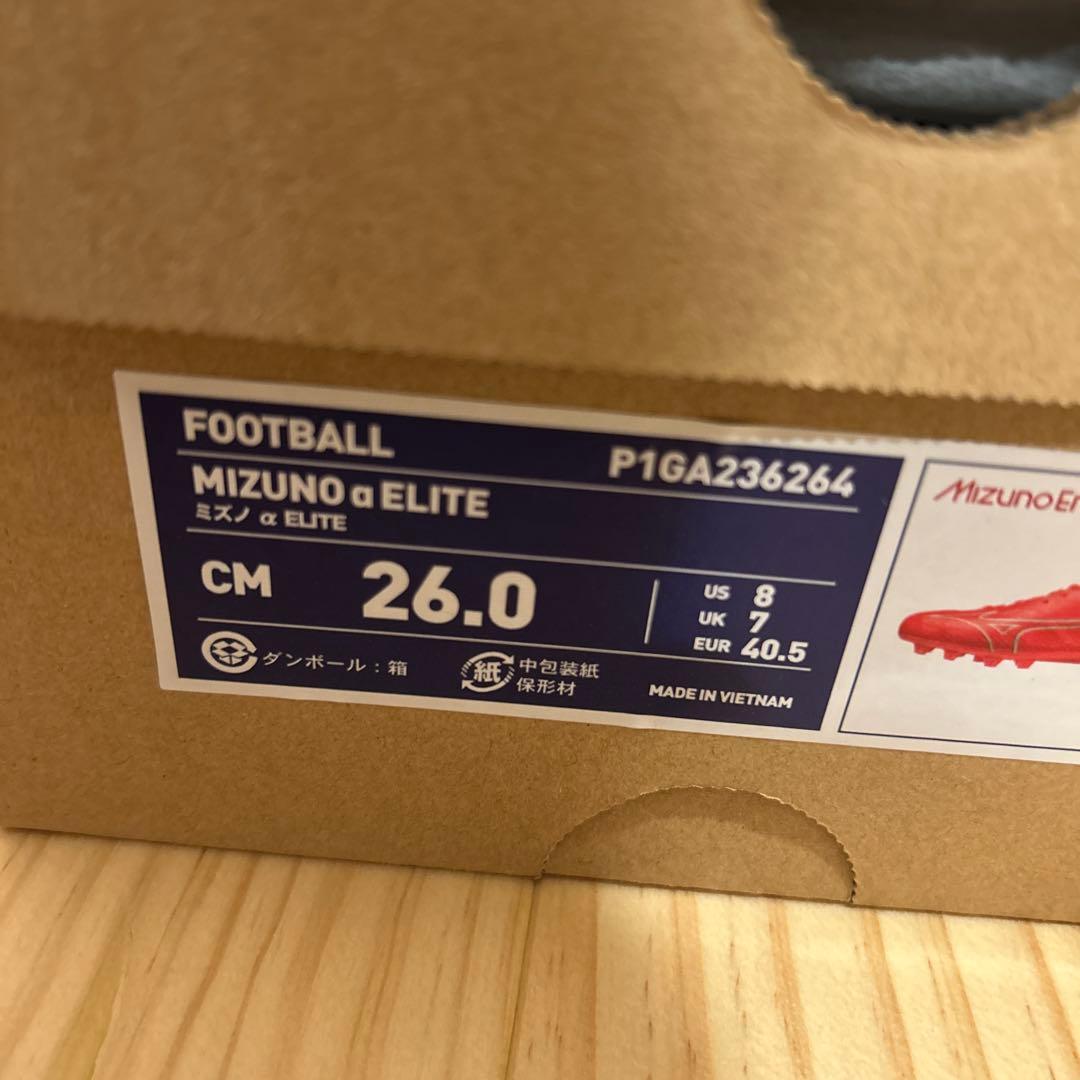 FOOTBALL
P1GA236264
MIZUNO α ELITE
ミズノ α ELITE
CM 26.0
US 8
UK 7
EUR 40.5
ダンボール：箱
紙 中包装紙
保形材
MADE IN VIETNAM
MIZUNO